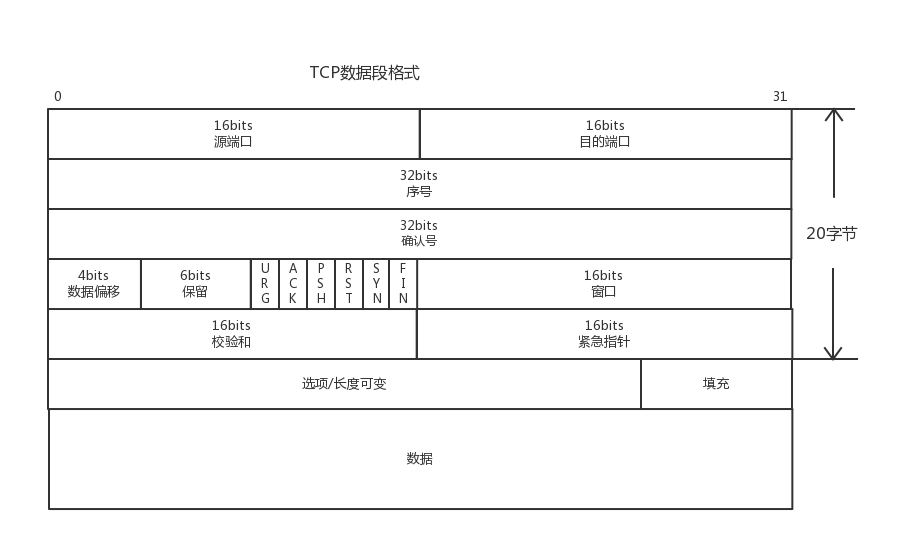 TCP数据段格式
0 31
16bits 16bits
源端口 目的端口
32bits
序号
32bits
确认号
20字节
4bits 6bits URG ACK PSH RST SYN FIN 16bits
数据偏移 保留 窗口
16bits 16bits
校验和 紧急指针
选项/长度可变 填充
数据